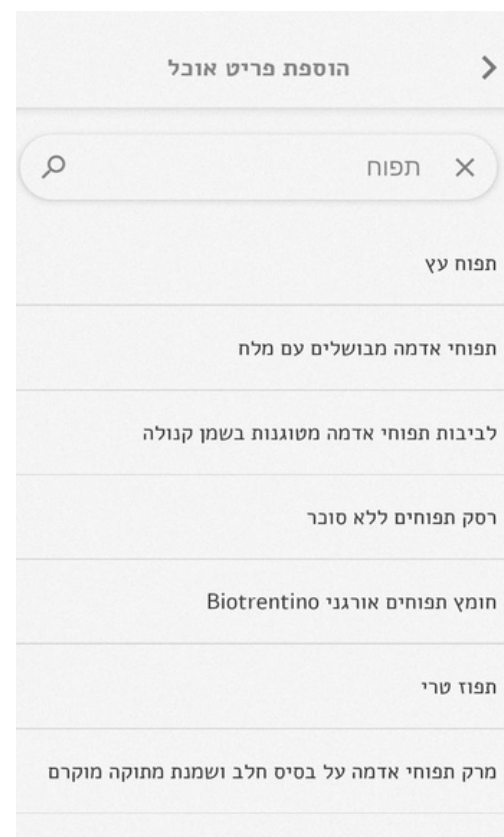 הוספת פריט אוכל
תפוח
תפוח עץ
תפוחי אדמה מבושלים עם מלח
לביבות תפוחי אדמה מטוגנות בשמן קנולה
רסק תפוחים ללא סוכר
חומץ תפוחים אורגני Biotrentino
תפוז טרי
מרק תפוחי אדמה על בסיס חלב ושמנת מתוקה מוקרם